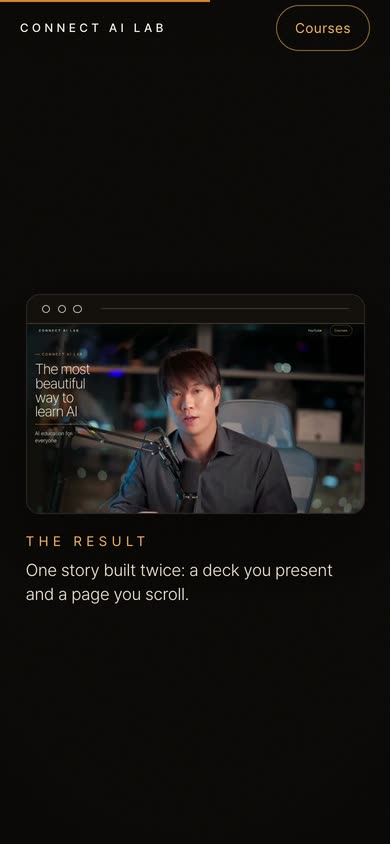 CONNECT AI LAB
Courses
CONNECT AI LAB
YouTube
Courses
CONNECT AI LAB
The most
beautiful
way to
learn AI
AI education for
everyone
THE RESULT
One story built twice: a deck you present
and a page you scroll.